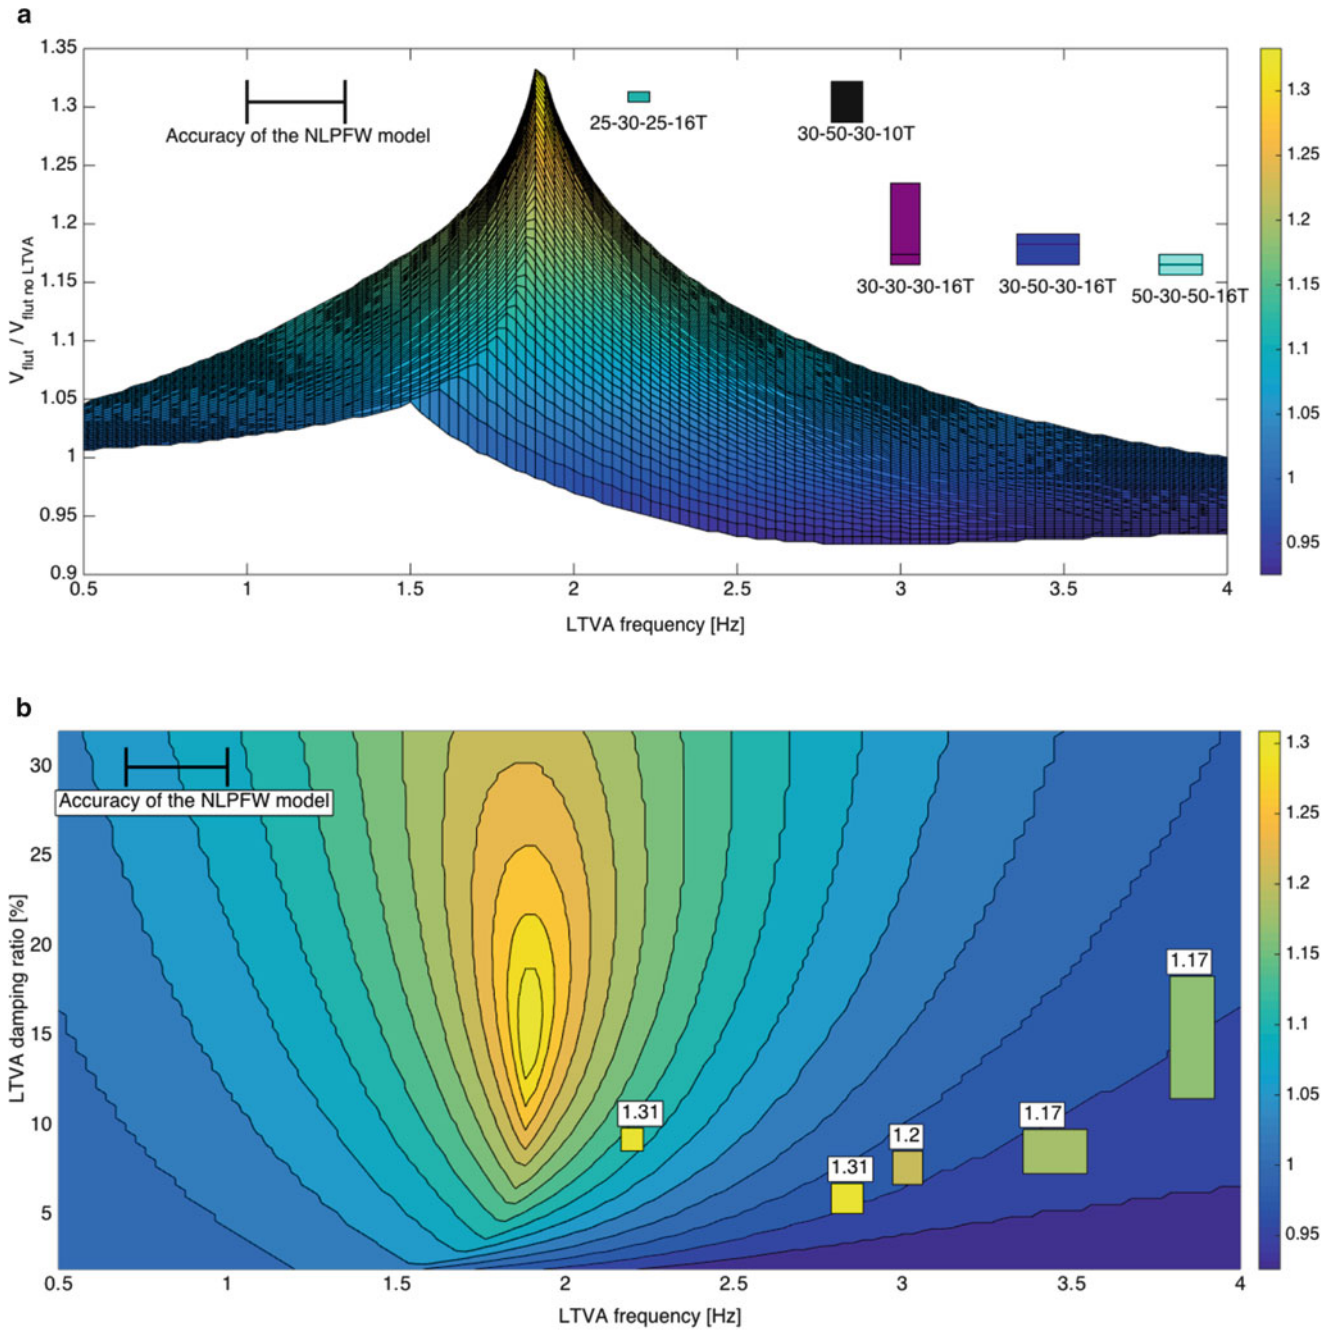 a
1.35
1.3
1.25
1.2
1.15
1.1
1.05
1
0.95
0.9
V flut / V flut no LTVA
Accuracy of the NLPFW model
25-30-25-16T
30-50-30-10T
30-30-30-16T
30-50-30-16T
50-30-50-16T
0.5 1 1.5 2 2.5 3 3.5 4
LTVA frequency [Hz]
1.3
1.25
1.2
1.15
1.1
1.05
1
0.95
b
30
25
20
15
10
5
LTVA damping ratio [%]
Accuracy of the NLPFW model
1.31
1.31
1.2
1.17
1.17
0.5 1 1.5 2 2.5 3 3.5 4
LTVA frequency [Hz]
1.3
1.25
1.2
1.15
1.1
1.05
1
0.95